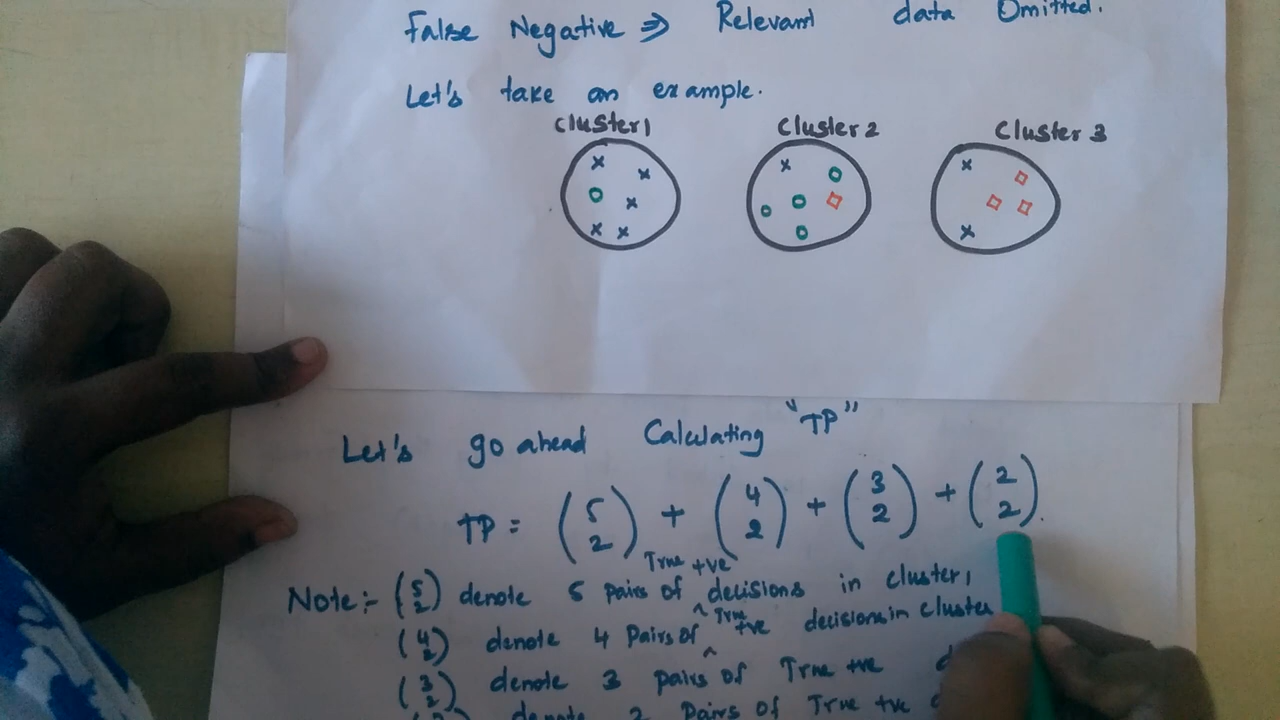 False Negative ⇒ Relevant data Omitted.
Let's take an example.
Cluster1 Cluster 2 Cluster 3
Let's go ahead Calculating "TP"
TP = (5 2) + (4 2) + (3 2) + (2 2).
True +ve
Note:- (5 2) denote 5 pairs of ^ decisions in cluster1
True
(4 2) denote 4 Pairs of ^ +ve decisions in cluster
(3 2) denote 3 pairs of True +ve
denote 2 Pairs of True +ve